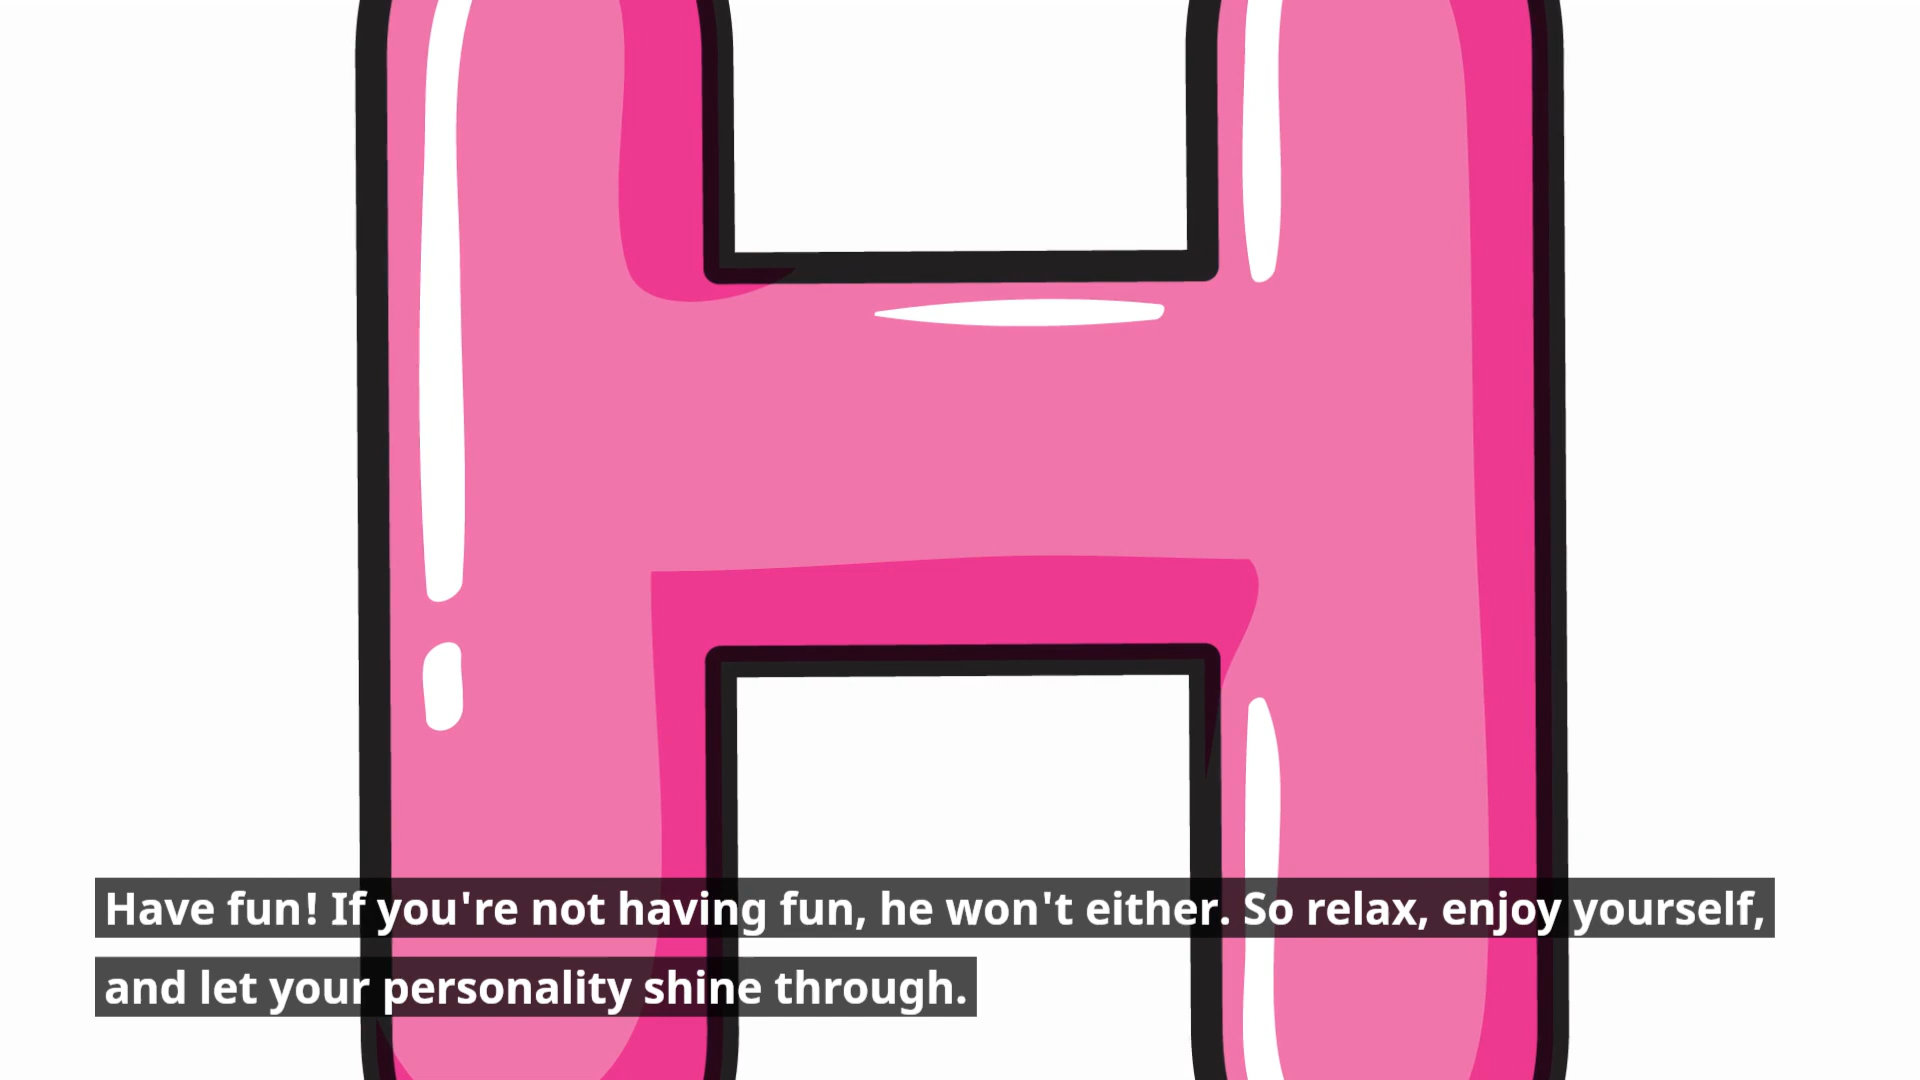 H
Have fun! If you're not having fun, he won't either. So relax, enjoy yourself,
and let your personality shine through.